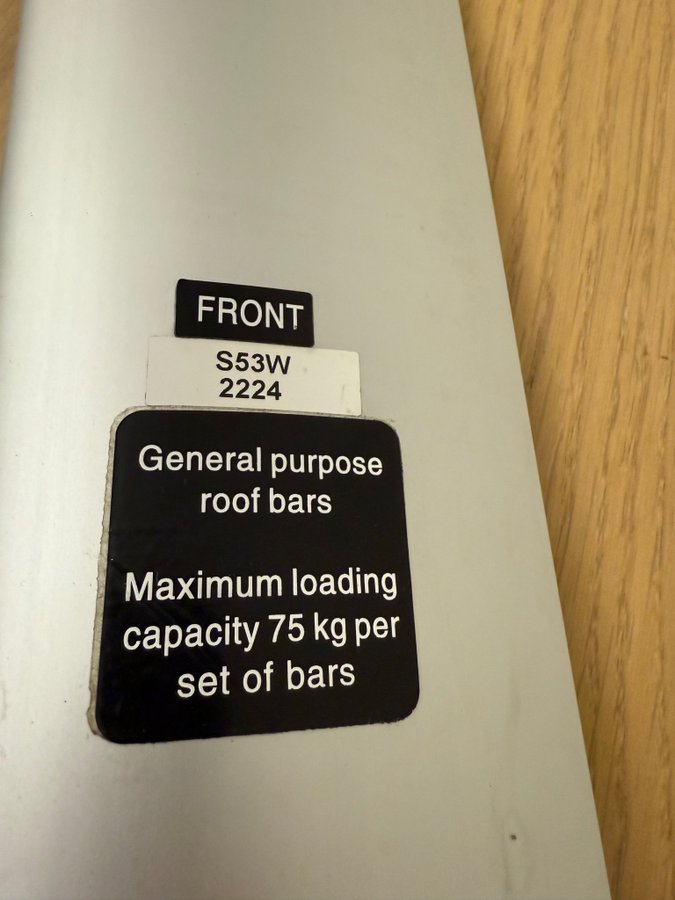 FRONT
S53W
2224
General purpose
roof bars
Maximum loading
capacity 75 kg per
set of bars